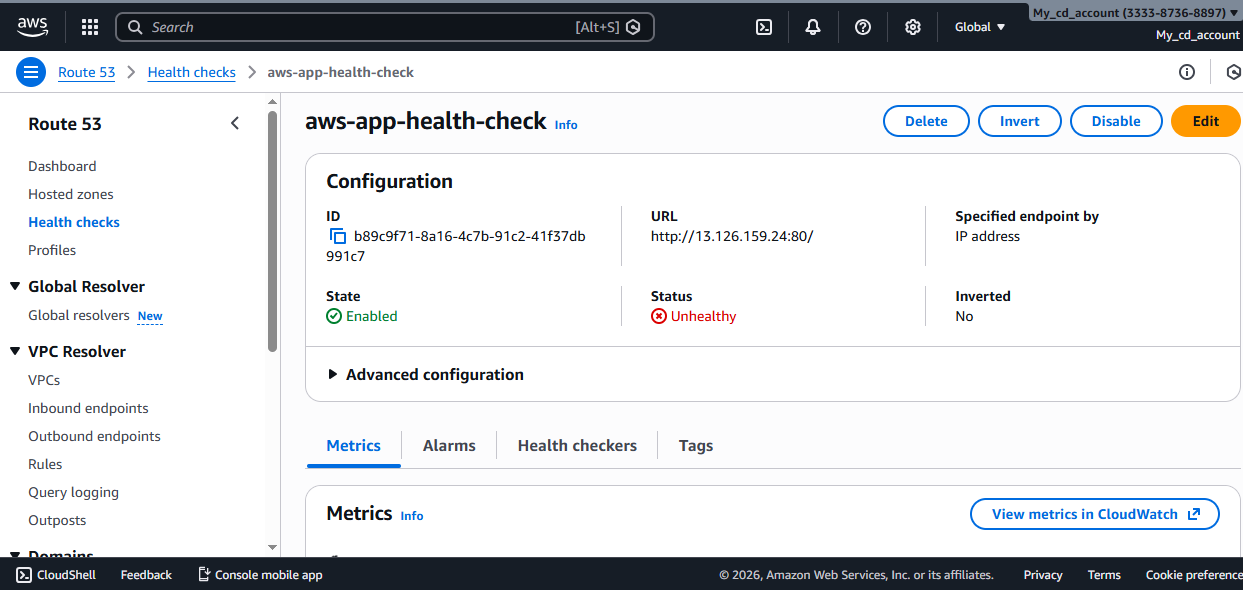 aws
Search
[Alt+S]
Global
My_cd_account (3333-8736-8897)
My_cd_account
Route 53
Health checks
aws-app-health-check
Route 53
Dashboard
Hosted zones
Health checks
Profiles
Global Resolver
Global resolvers New
VPC Resolver
VPCs
Inbound endpoints
Outbound endpoints
Rules
Query logging
Outposts
Domains
aws-app-health-check Info
Delete
Invert
Disable
Edit
Configuration
ID
b89c9f71-8a16-4c7b-91c2-41f37db
991c7
URL
http://13.126.159.24:80/
Specified endpoint by
IP address
State
Enabled
Status
Unhealthy
Inverted
No
Advanced configuration
Metrics
Alarms
Health checkers
Tags
Metrics Info
View metrics in CloudWatch
CloudShell
Feedback
Console mobile app
© 2026, Amazon Web Services, Inc. or its affiliates.
Privacy
Terms
Cookie preference